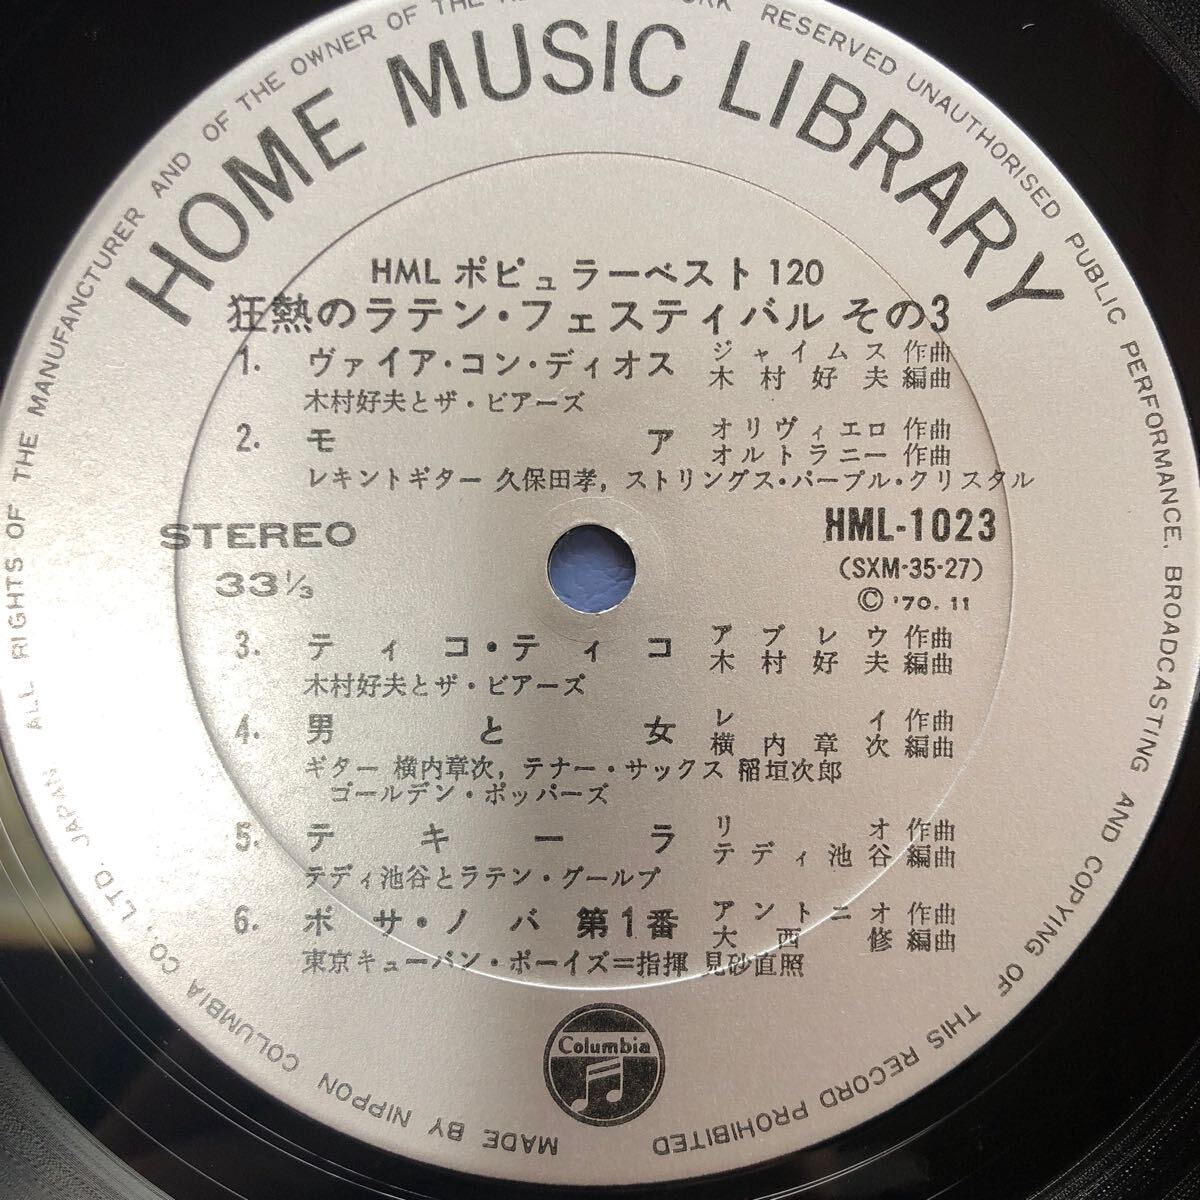 HOME MUSIC LIBRARY
HML ポピュラーベスト 120
狂熱のラテン・フェスティバル その3
1. ヴァイア・コン・ディオス ジャイムス 作曲
木村好夫 編曲
木村好夫とザ・ビアーズ
2. モア オリヴィエロ 作曲
オルトラニー 作曲
レキントギター 久保田孝, ストリングス・パープル・クリスタル
STEREO
33 1/3
HML-1023
(SXM-35-27)
© '70. 11
3. ティコ・ティコ アブレウ 作曲
木村好夫 編曲
木村好夫とザ・ビアーズ
4. 男と女 レイ 作曲
横内章次 編曲
ギター 横内章次, テナー・サックス 稲垣次郎
ゴールデン・ポッパーズ
5. テキーラ リオ 作曲
テディ池谷 編曲
テディ池谷とラテン・グールプ
6. ボサ・ノバ 第1番 アントニオ 作曲
大西修 編曲
東京キューバン・ボーイズ=指揮 見砂直照
Columbia
ALL RIGHTS OF THE MANUFANCTURER AND OF THE OWNER OF THE RESERVED UNAUTHORISED PUBLIC PERFORMANCE, BROADCASTING AND COPYING OF THIS RECORD PROHIBITED
MADE BY NIPPON COLUMBIA CO., LTD. JAPAN